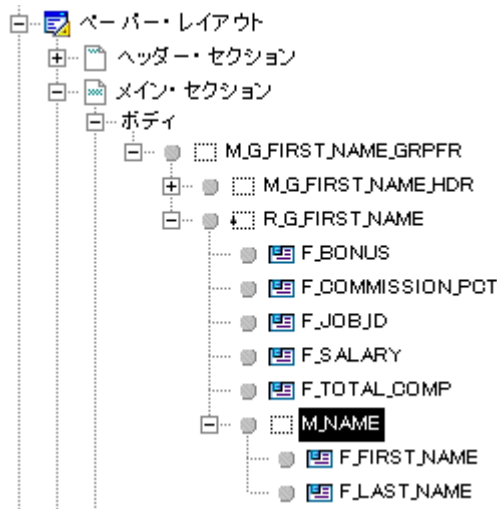 ペーパー・レイアウト
ヘッダー・セクション
メイン・セクション
ボディ
M_G_FIRST_NAME_GRPFR
M_G_FIRST_NAME_HDR
R_G_FIRST_NAME
F_BONUS
F_COMMISSION_PCT
F_JOB_ID
F_SALARY
F_TOTAL_COMP
M_NAME
F_FIRST_NAME
F_LAST_NAME